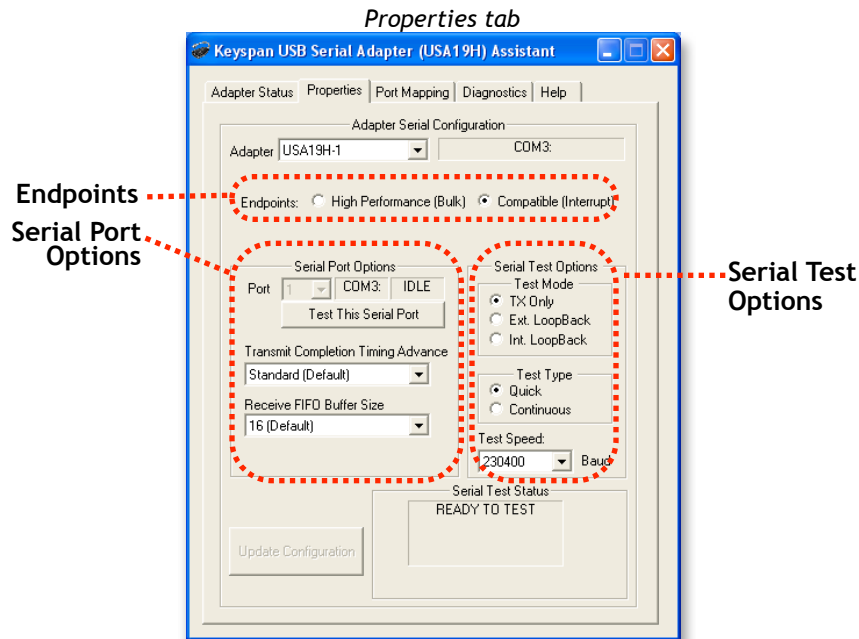 Properties tab
Keyspan USB Serial Adapter (USA19H) Assistant
Adapter Status Properties Port Mapping Diagnostics Help
Adapter Serial Configuration
Adapter USA19H-1 COM3:
Endpoints
Endpoints: High Performance (Bulk) Compatible (Interrupt)
Serial Port
Options
Serial Port Options
Port 1 COM3: IDLE
Test This Serial Port
Transmit Completion Timing Advance
Standard (Default)
Receive FIFO Buffer Size
16 (Default)
Serial Test Options
Test Mode
TX Only
Ext. LoopBack
Int. LoopBack
Test Type
Quick
Continuous
Test Speed:
230400 Baud
Serial Test
Options
Serial Test Status
READY TO TEST
Update Configuration